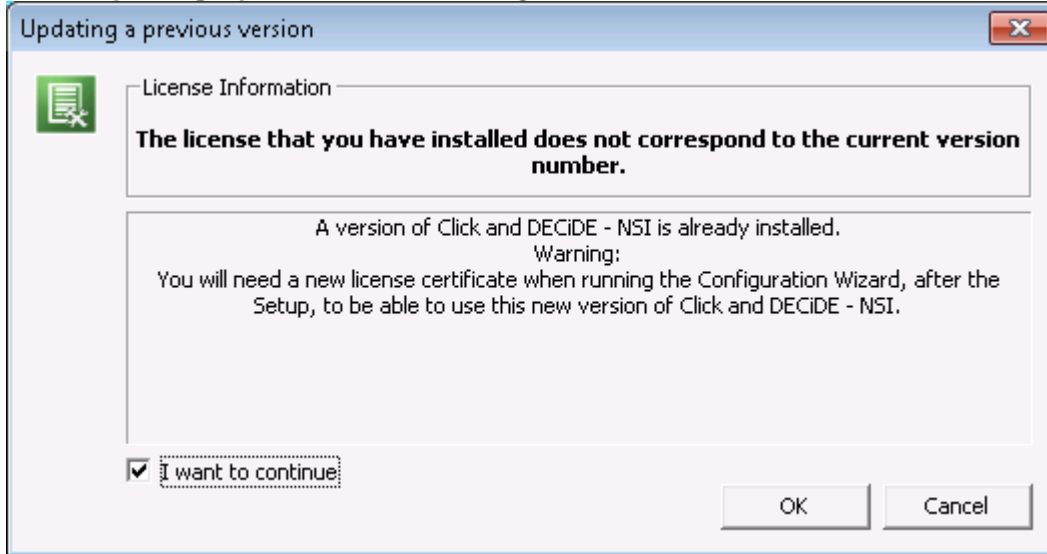 Updating a previous version
License Information
The license that you have installed does not correspond to the current version
number.
A version of Click and DECiDE - NSI is already installed.
Warning:
You will need a new license certificate when running the Configuration Wizard, after the
Setup, to be able to use this new version of Click and DECiDE - NSI.
I want to continue
OK Cancel